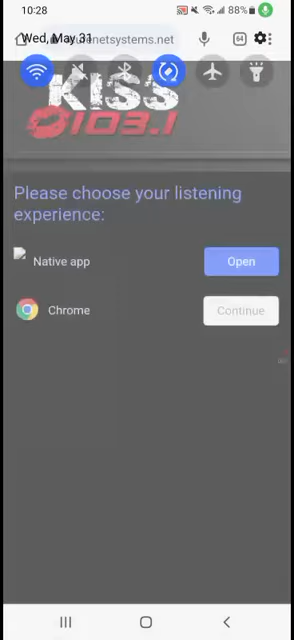 10:28
88%
Wed, May 31
enetsystems.net
64
KISS
103.1
Please choose your listening
experience:
Native app
Open
Chrome
Continue